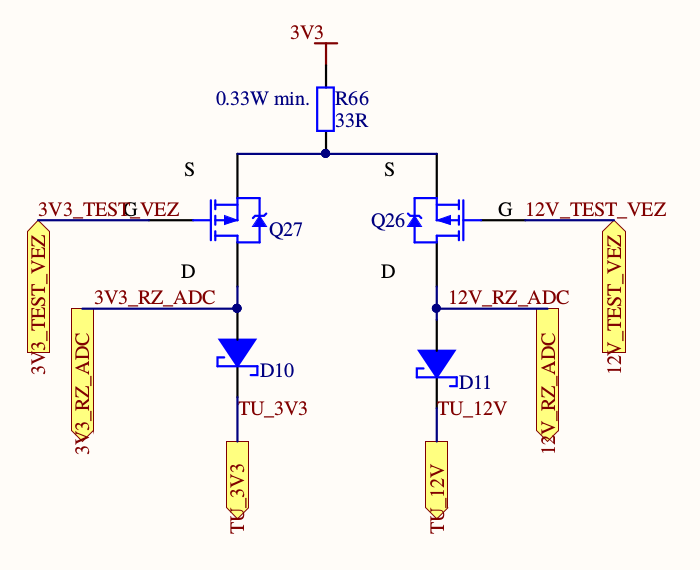 3V3
0.33W min. R66
33R
S
S
3V3_TEST_VEZ
G
G
12V_TEST_VEZ
Q27
Q26
D
D
3V3_TEST_VEZ
12V_TEST_VEZ
3V3_RZ_ADC
12V_RZ_ADC
3V3_RZ_ADC
12V_RZ_ADC
D10
D11
TU_3V3
TU_12V
TU_3V3
TU_12V